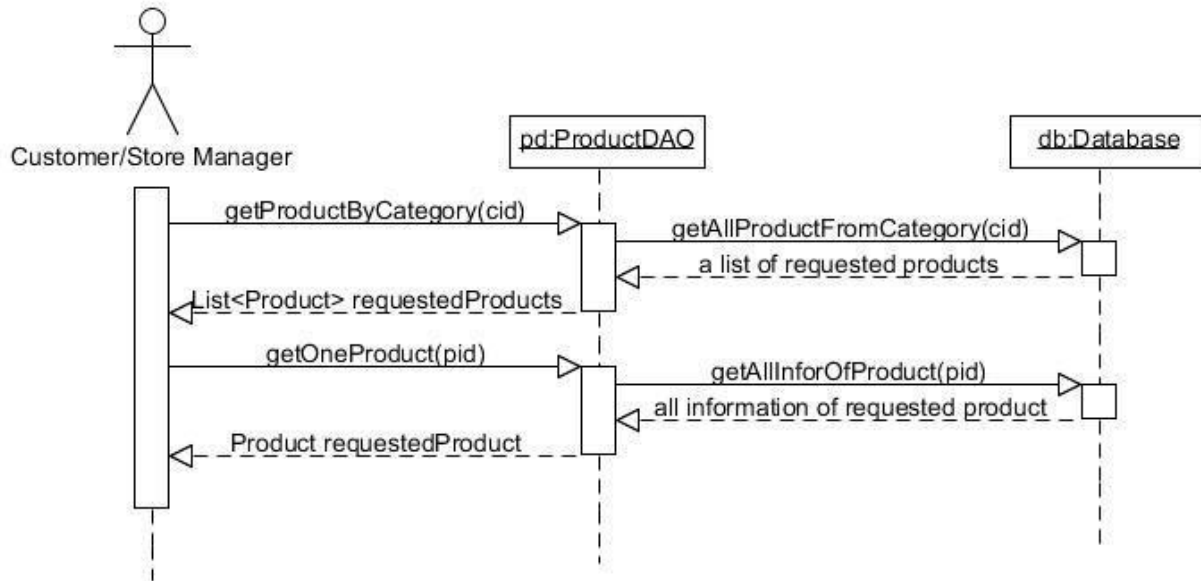 Customer/Store Manager
pd:ProductDAO
db:Database
getProductByCategory(cid)
getAllProductFromCategory(cid)
a list of requested products
List<Product> requestedProducts
getOneProduct(pid)
getAllInforOfProduct(pid)
all information of requested product
Product requestedProduct